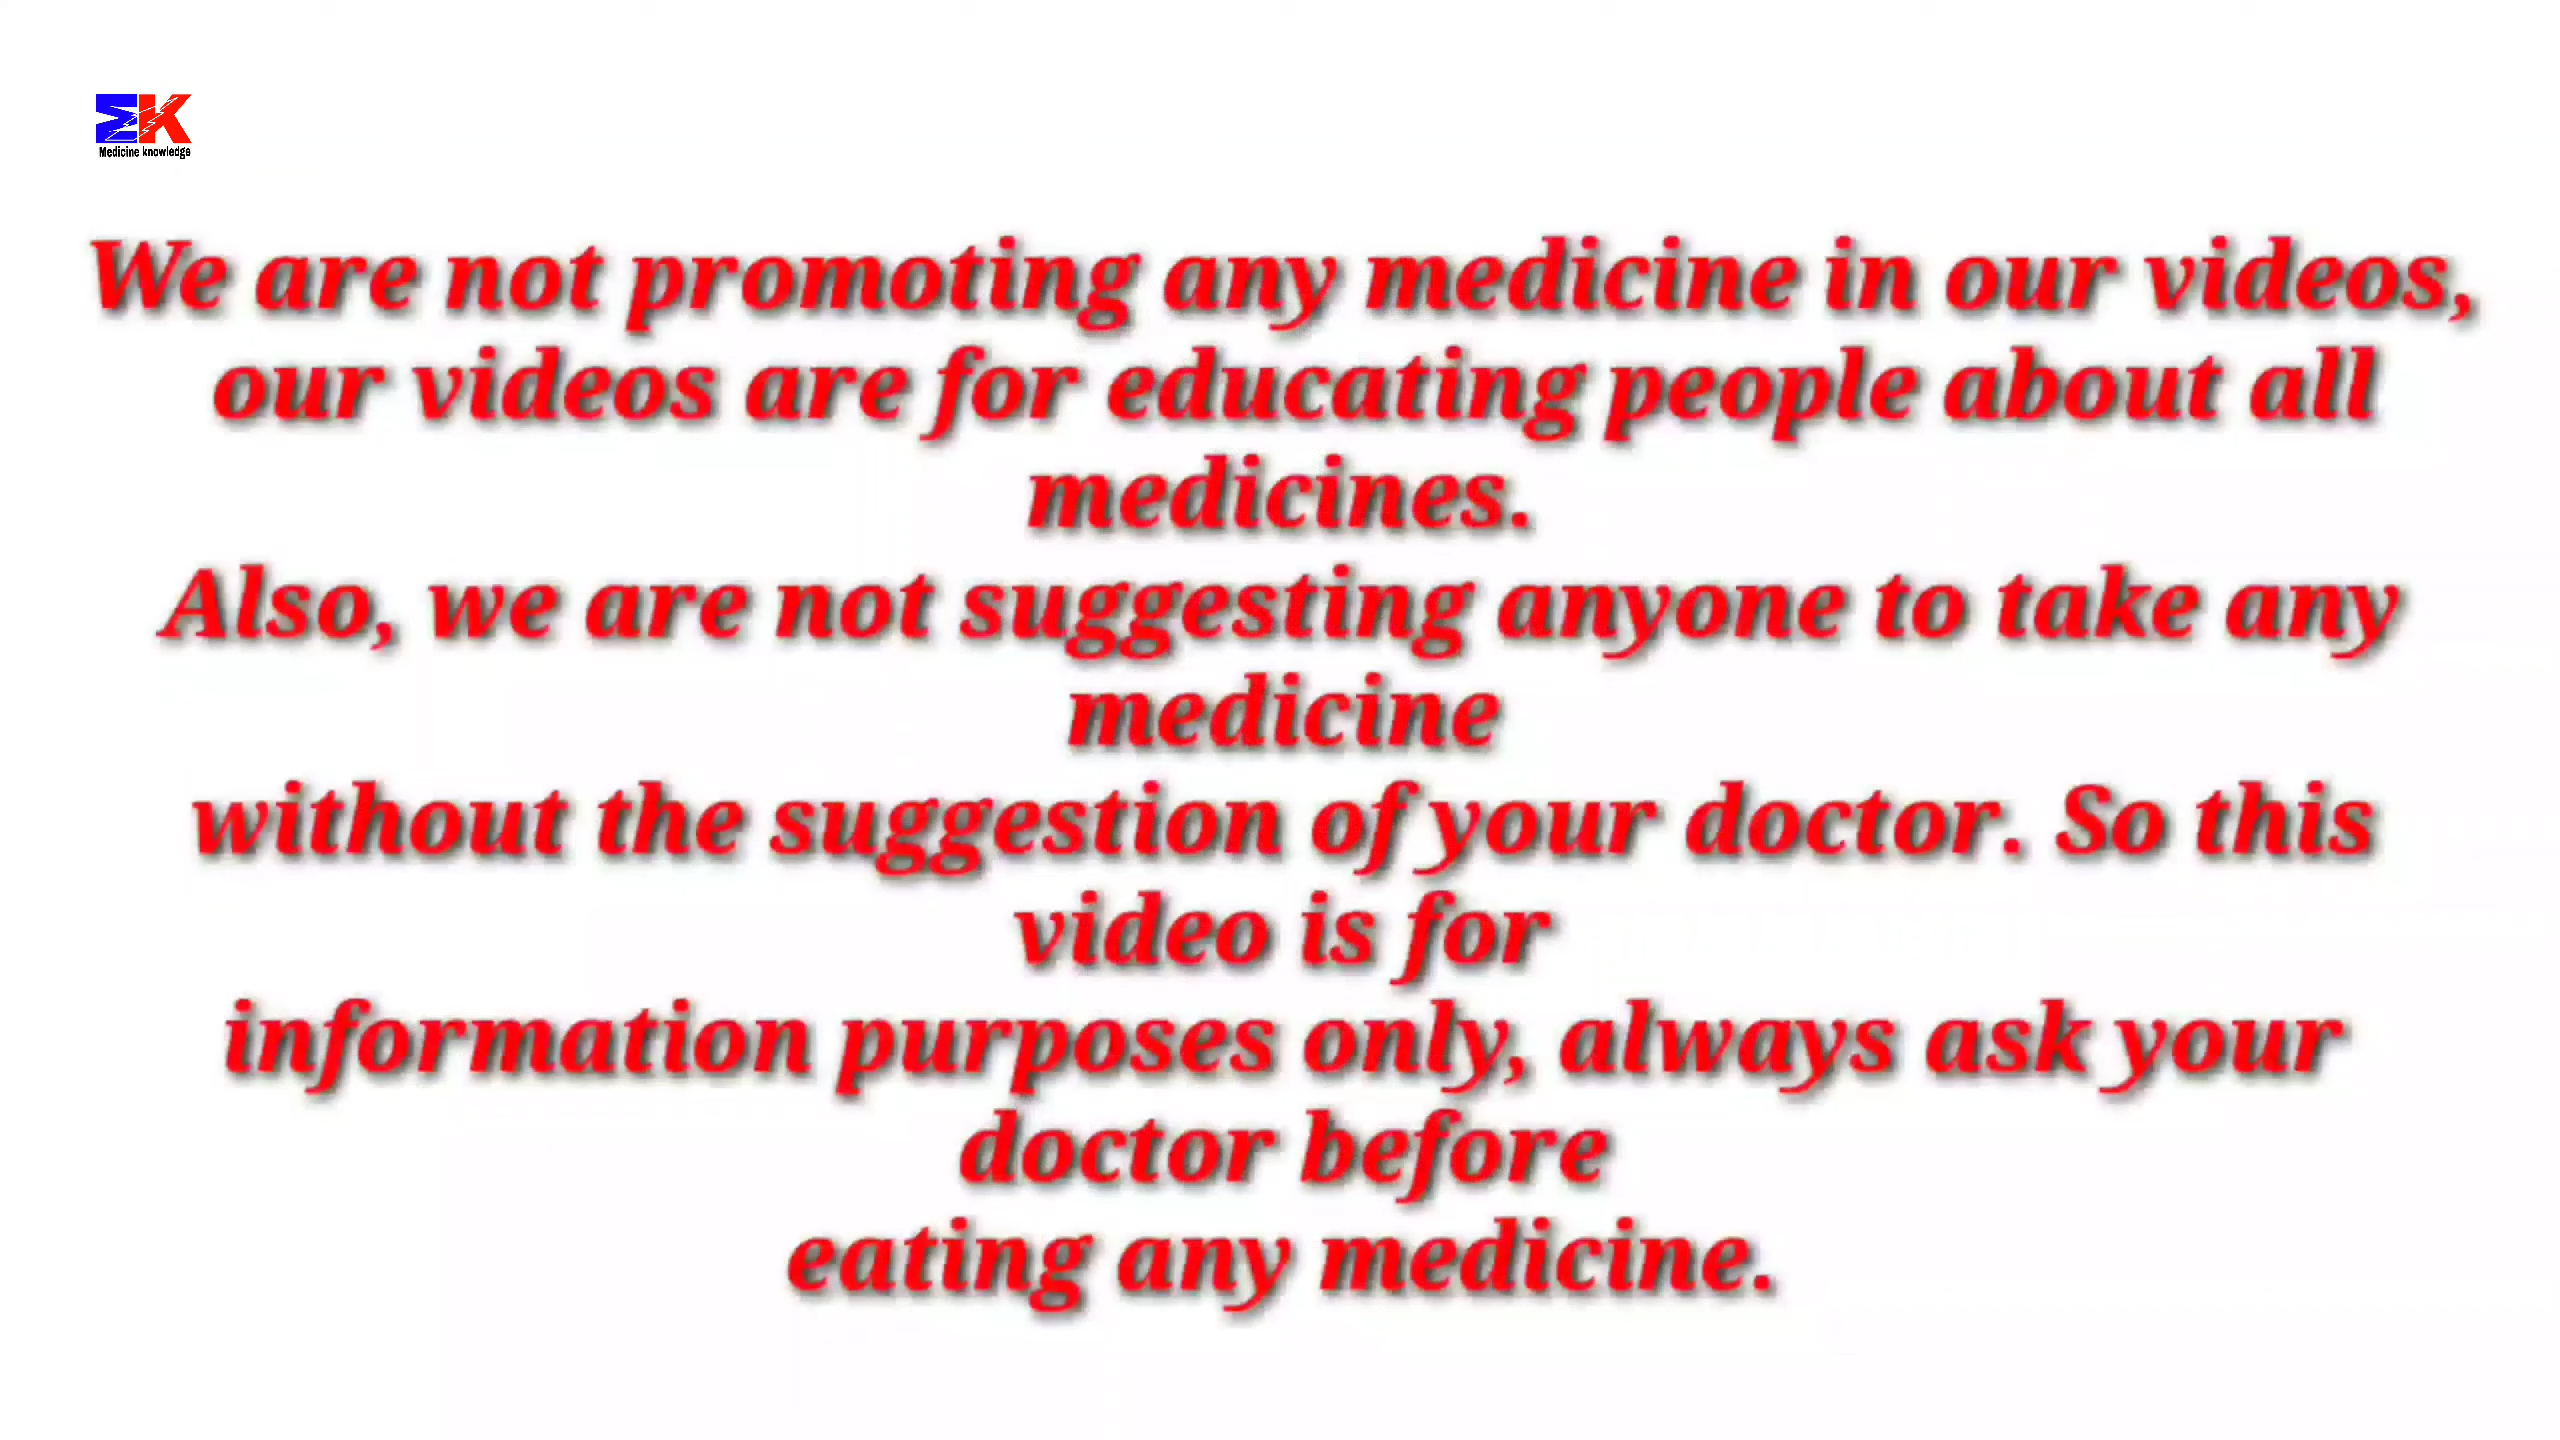 MK
Medicine knowledge
We are not promoting any medicine in our videos,
our videos are for educating people about all
medicines.
Also, we are not suggesting anyone to take any
medicine
without the suggestion of your doctor. So this
video is for
information purposes only, always ask your
doctor before
eating any medicine.